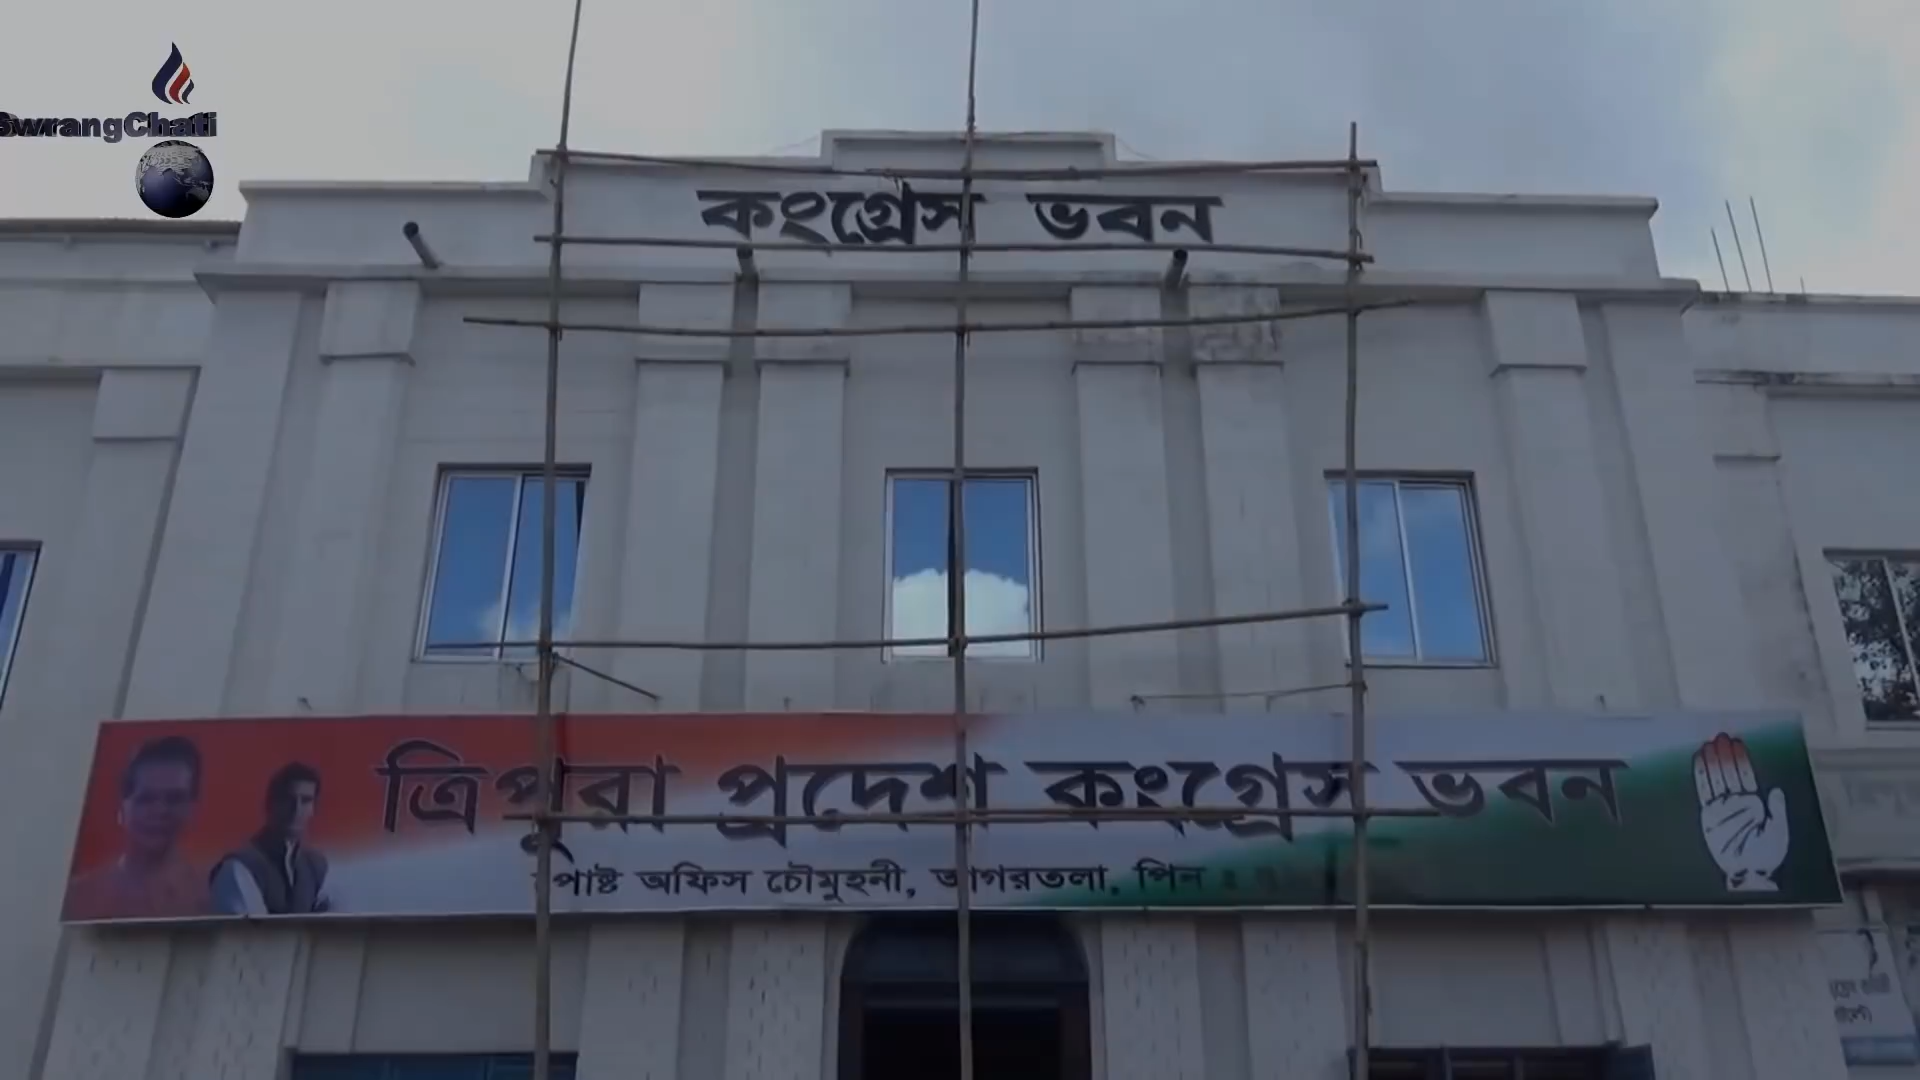 SwrangChati
কংগ্রেস ভবন
ত্রিপুরা প্রদেশ কংগ্রেস ভবন
পোষ্ট অফিস চৌমুহনী, আগরতলা, পিন :